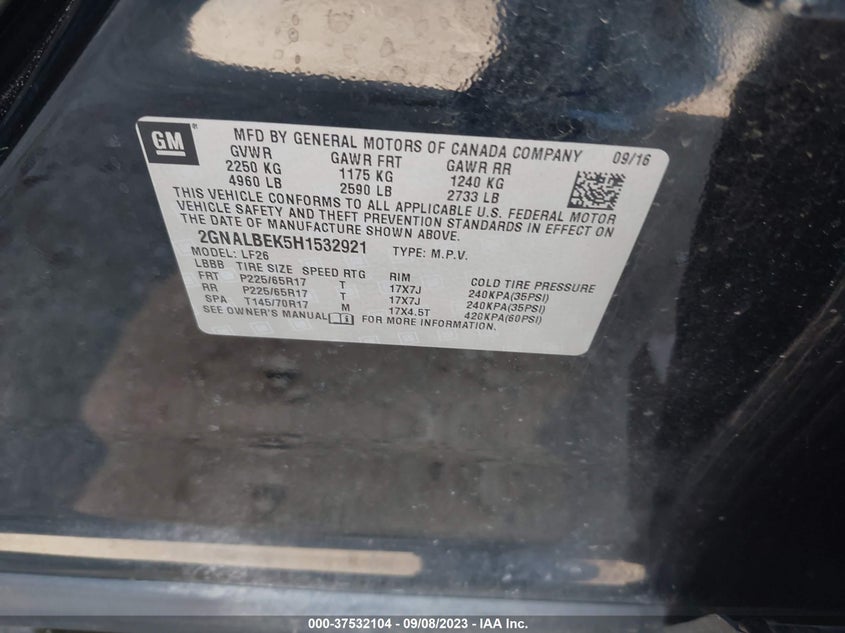 GM ® MFD BY GENERAL MOTORS OF CANADA COMPANY 09/16
GVWR GAWR FRT GAWR RR
2250 KG 1175 KG 1240 KG
4960 LB 2590 LB 2733 LB
THIS VEHICLE CONFORMS TO ALL APPLICABLE U.S. FEDERAL MOTOR
VEHICLE SAFETY AND THEFT PREVENTION STANDARDS IN EFFECT ON
THE DATE OF MANUFACTURE SHOWN ABOVE.
2GNALBEK5H1532921 TYPE: M.P.V.
MODEL: LF26
LBBB TIRE SIZE SPEED RTG RIM COLD TIRE PRESSURE
FRT P225/65R17 T 17X7J 240KPA(35PSI)
RR P225/65R17 T 17X7J 240KPA(35PSI)
SPA T145/70R17 M 17X4.5T 420KPA(60PSI)
SEE OWNER'S MANUAL FOR MORE INFORMATION.
000-37532104 - 09/08/2023 - IAA Inc.